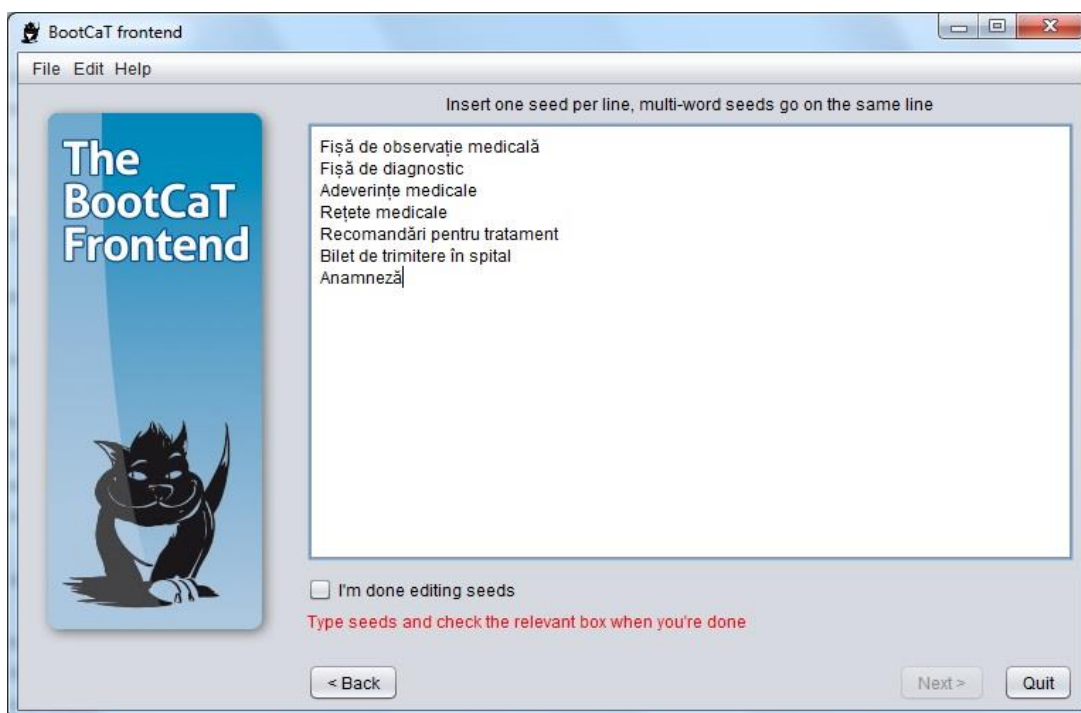 BootCaT frontend
File Edit Help
Insert one seed per line, multi-word seeds go on the same line
The
BootCaT
Frontend
Fișă de observație medicală
Fișă de diagnostic
Adeverințe medicale
Rețete medicale
Recomandări pentru tratament
Bilet de trimitere în spital
Anamneză
I'm done editing seeds
Type seeds and check the relevant box when you're done
< Back
Next >
Quit